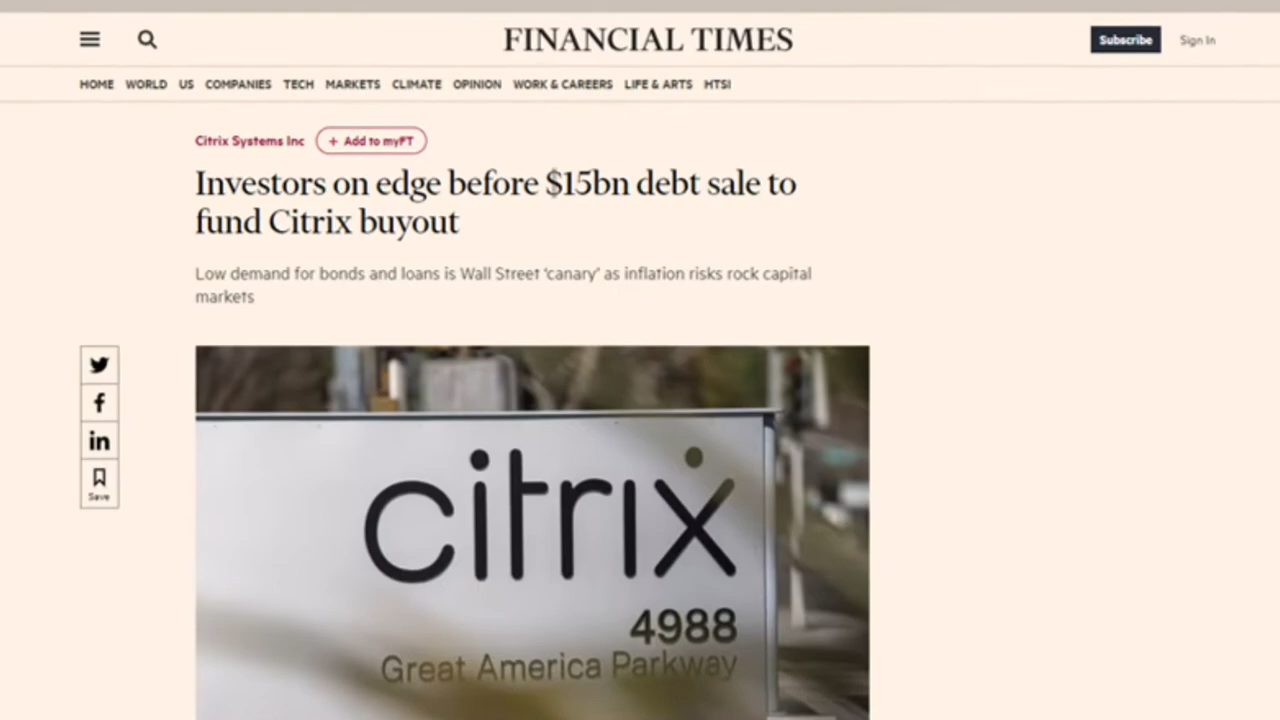 FINANCIAL TIMES
Subscribe
Sign In
HOME WORLD US COMPANIES TECH MARKETS CLIMATE OPINION WORK & CAREERS LIFE & ARTS HTSI
Citrix Systems Inc + Add to myFT
Investors on edge before $15bn debt sale to
fund Citrix buyout
Low demand for bonds and loans is Wall Street ‘canary’ as inflation risks rock capital
markets
Save
citrix
4988
Great America Parkway